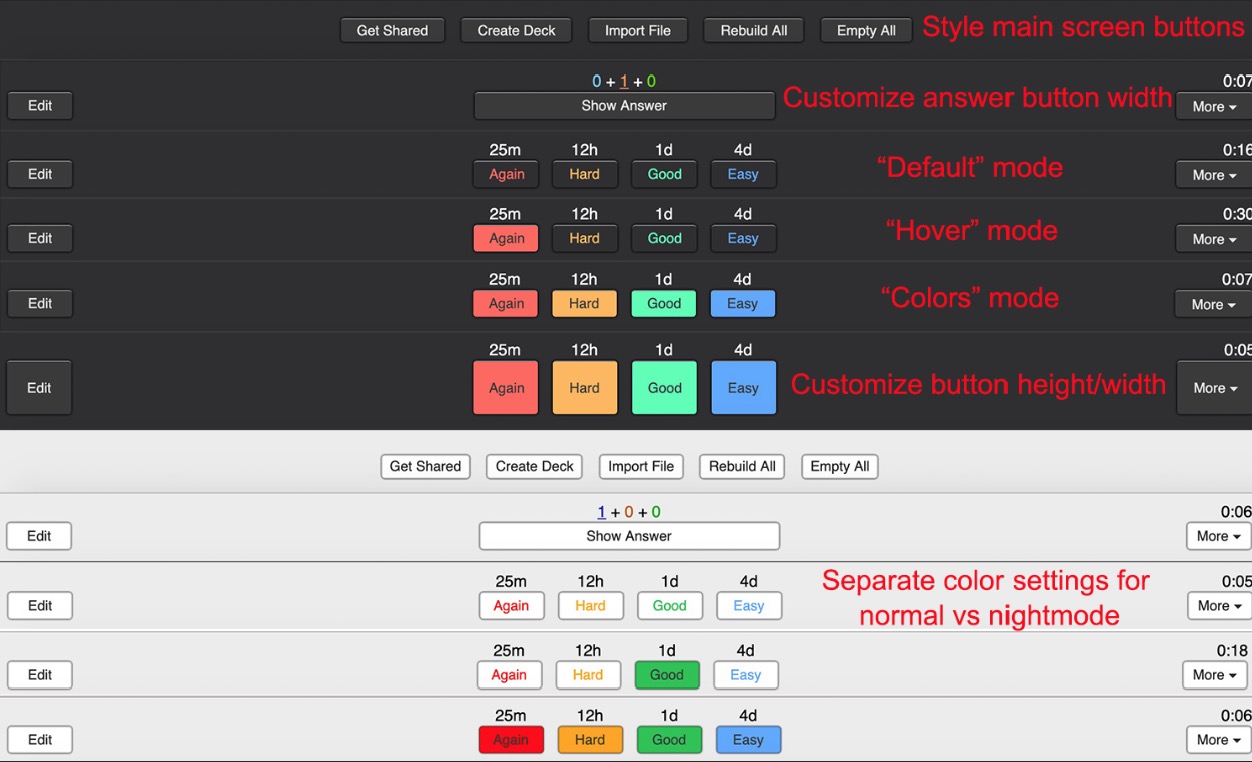 Get Shared Create Deck Import File Rebuild All Empty All Style main screen buttons
0 + 1 + 0 0:07
Edit Show Answer Customize answer button width More
25m 12h 1d 4d 0:16
Edit Again Hard Good Easy “Default” mode More
25m 12h 1d 4d 0:30
Edit Again Hard Good Easy “Hover” mode More
25m 12h 1d 4d 0:07
Edit Again Hard Good Easy “Colors” mode More
25m 12h 1d 4d 0:05
Edit Again Hard Good Easy Customize button height/width More
Get Shared Create Deck Import File Rebuild All Empty All
1 + 0 + 0 0:06
Edit Show Answer More
25m 12h 1d 4d Separate color settings for 0:05
Edit Again Hard Good Easy normal vs nightmode More
25m 12h 1d 4d 0:18
Edit Again Hard Good Easy More
25m 12h 1d 4d 0:06
Edit Again Hard Good Easy More